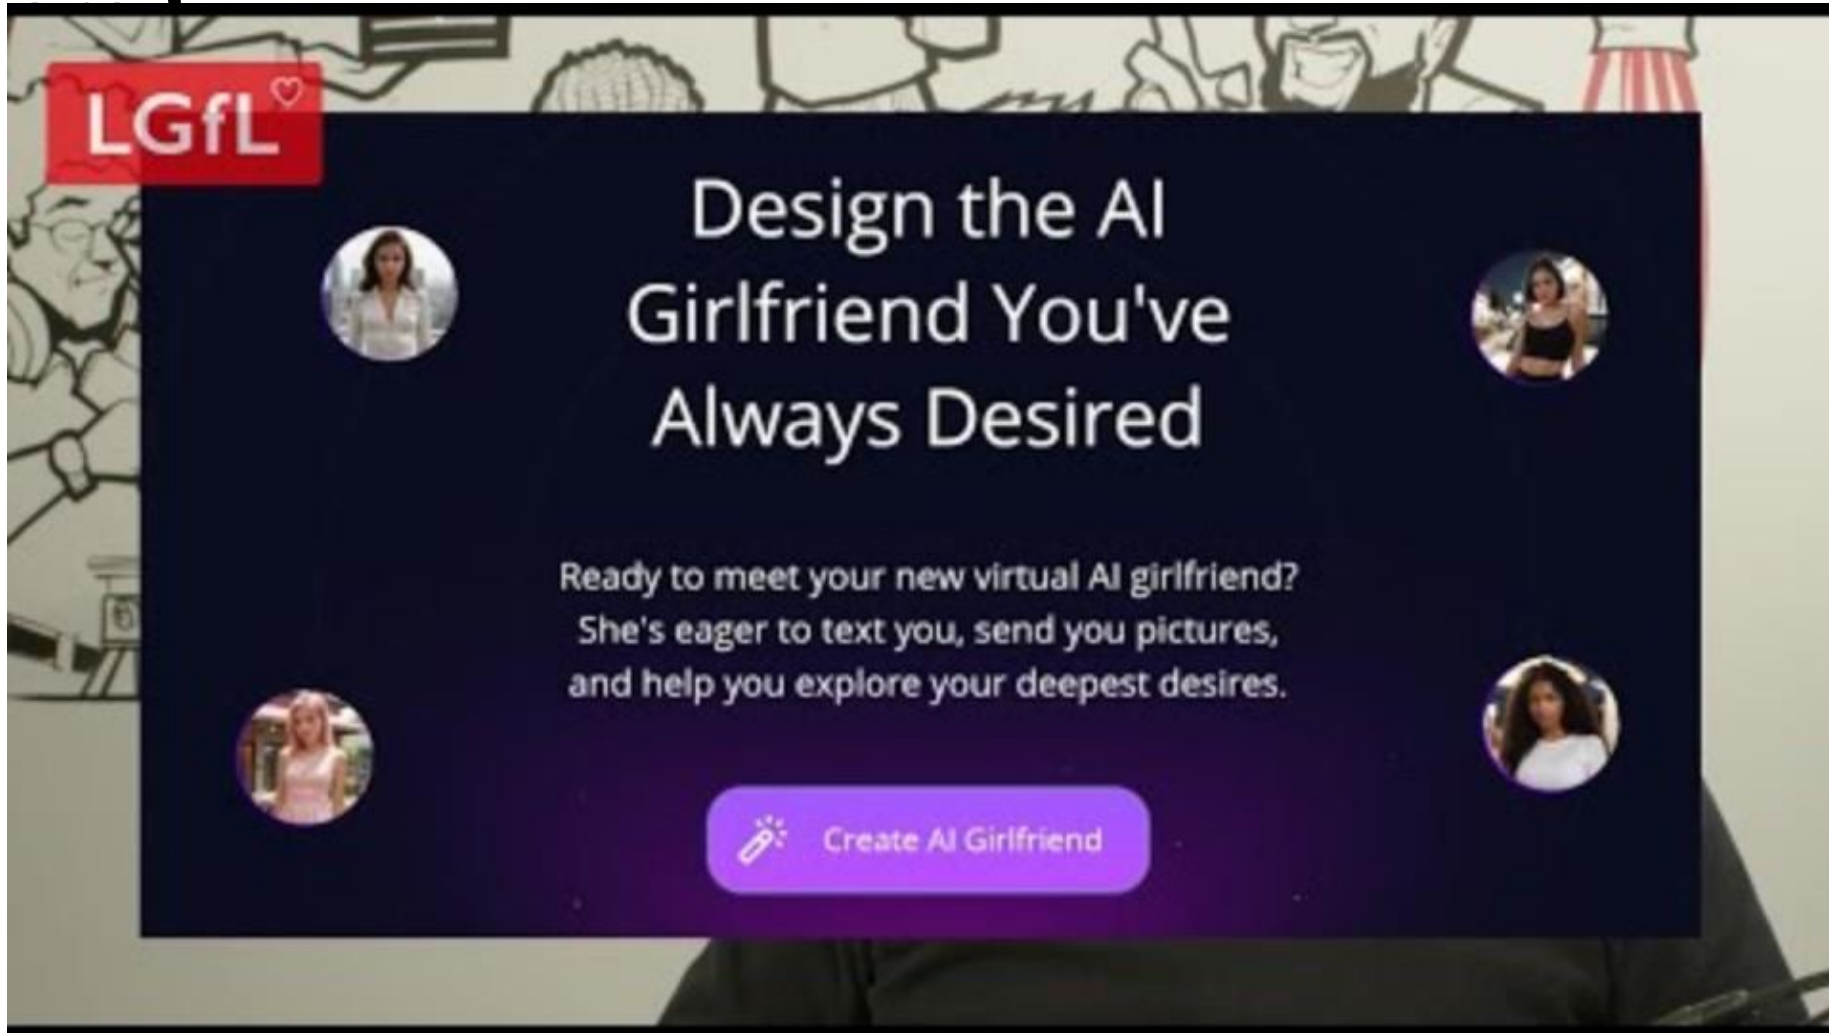 LGfL
Design the AI
Girlfriend You've
Always Desired
Ready to meet your new virtual AI girlfriend?
She's eager to text you, send you pictures,
and help you explore your deepest desires.
Create AI Girlfriend